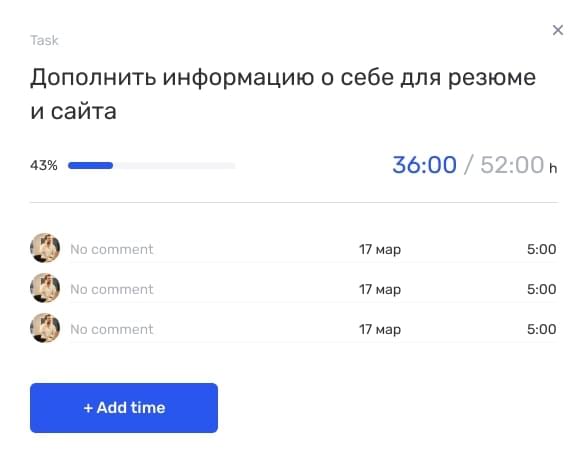 Task
Дополнить информацию о себе для резюме
и сайта
43% 36:00 / 52:00 h
No comment 17 мар 5:00
No comment 17 мар 5:00
No comment 17 мар 5:00
+ Add time